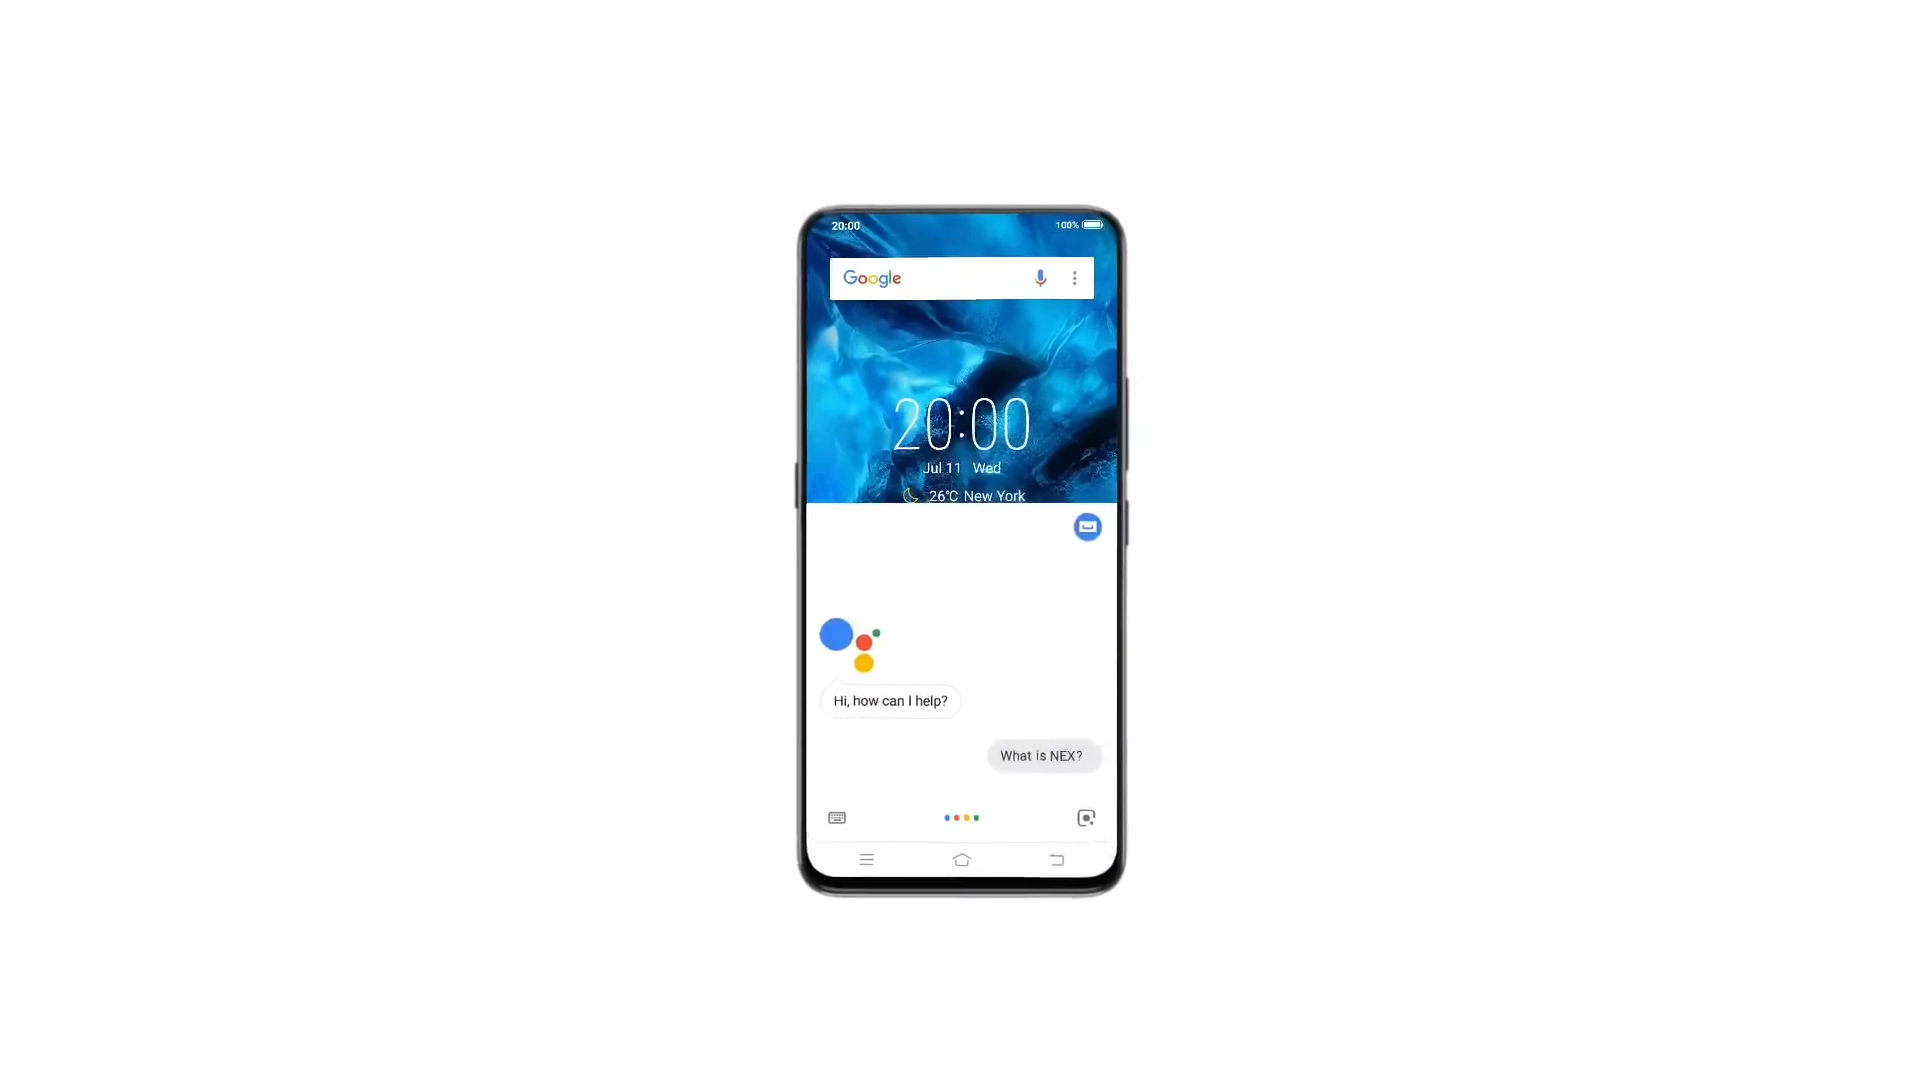 20:00
100%
Google
20:00
Jul 11 Wed
26℃ New York
Hi, how can I help?
What is NEX?